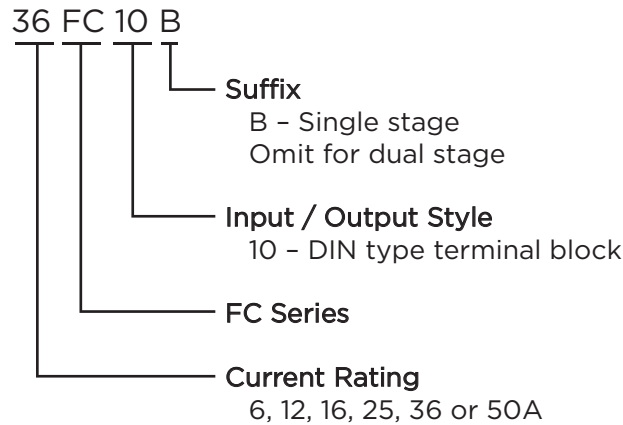 36 FC 10 B
Suffix
B – Single stage
Omit for dual stage
Input / Output Style
10 – DIN type terminal block
FC Series
Current Rating
6, 12, 16, 25, 36 or 50A